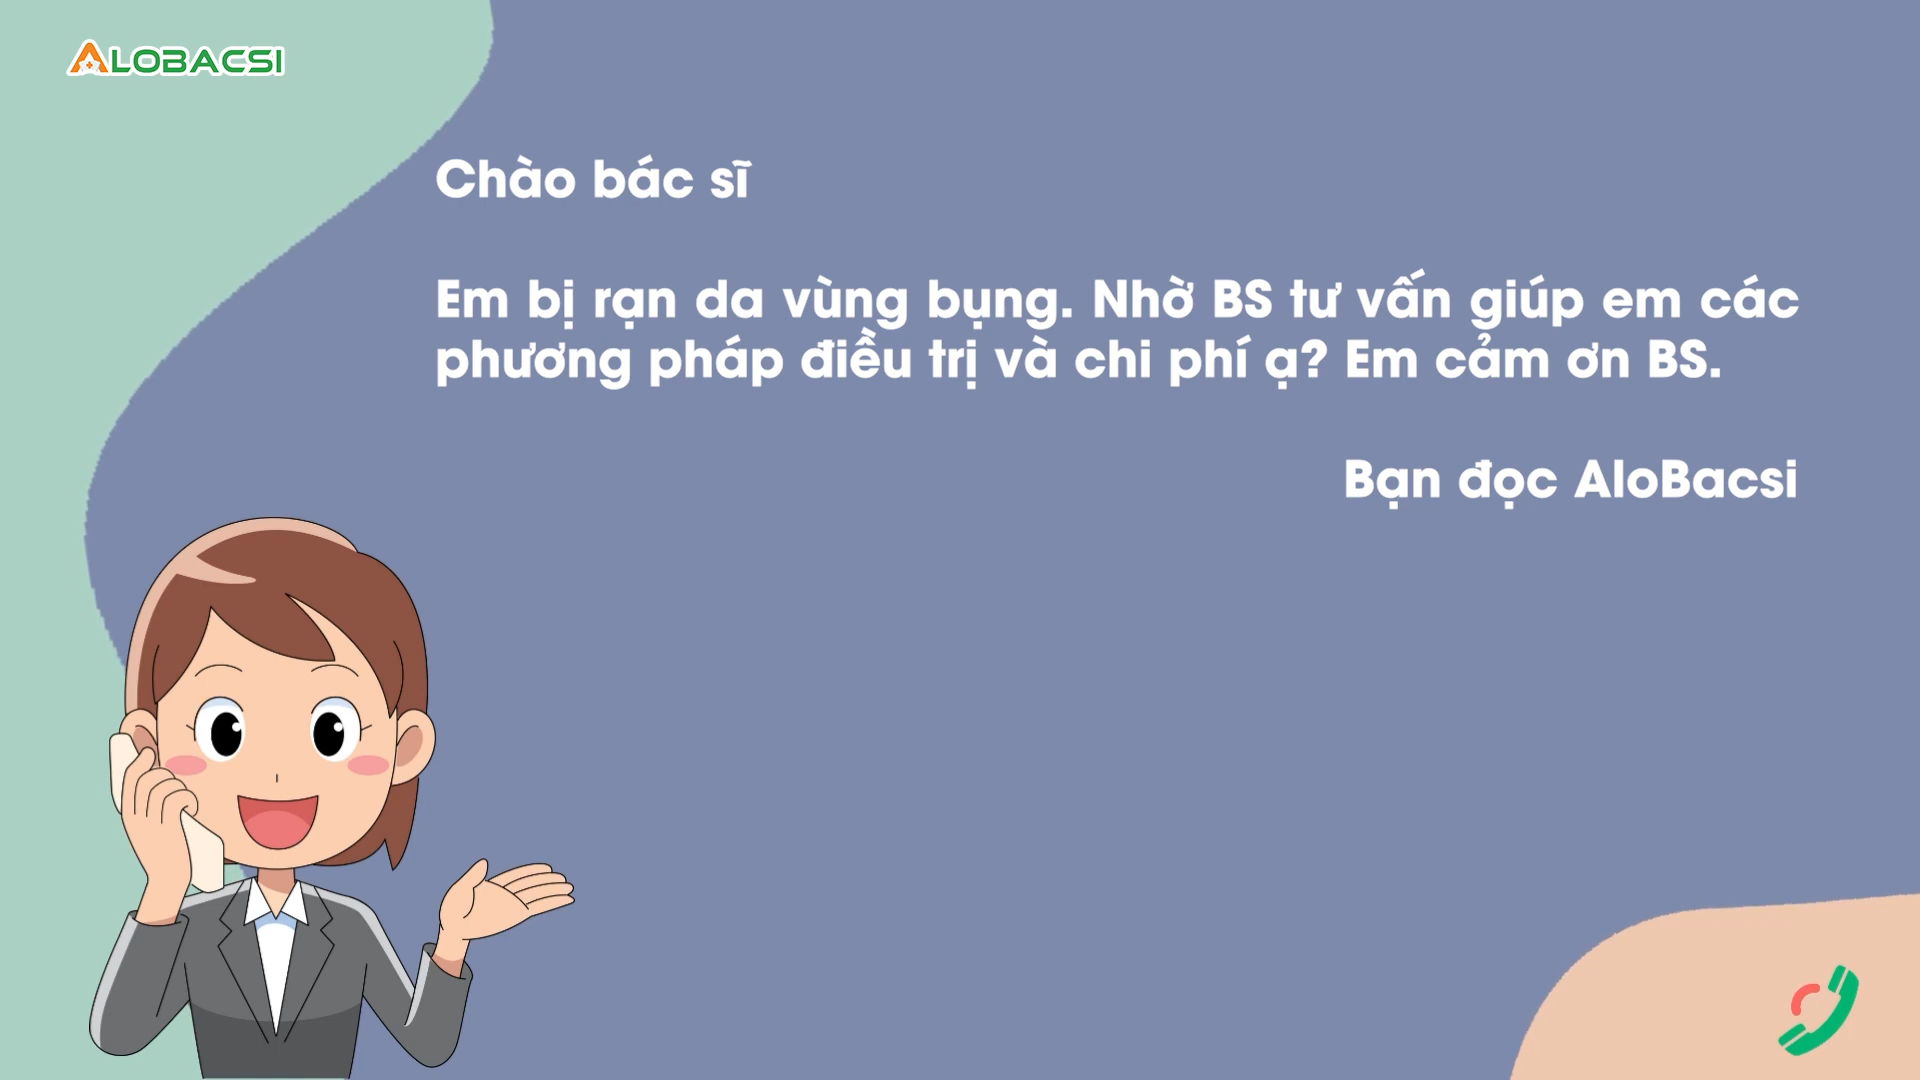 ALOBACSI
Chào bác sĩ
Em bị rạn da vùng bụng. Nhờ BS tư vấn giúp em các
phương pháp điều trị và chi phí ạ? Em cảm ơn BS.
Bạn đọc AloBacsi